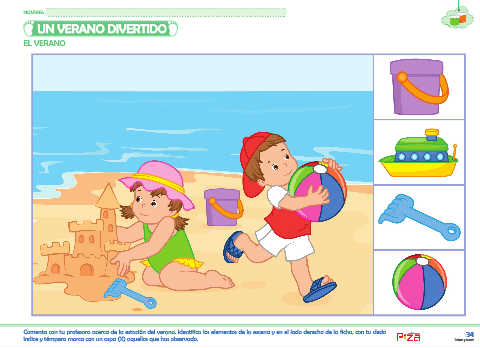 UN VERANO DIVERTIDO
EL VERANO
Comenta con tu profesora acerca de la estación del verano. Identifica los elementos de la escena y en el lado derecho de la ficha, con tu dedo
índice y témpera marca con un aspa (X) aquellos que has observado.
34